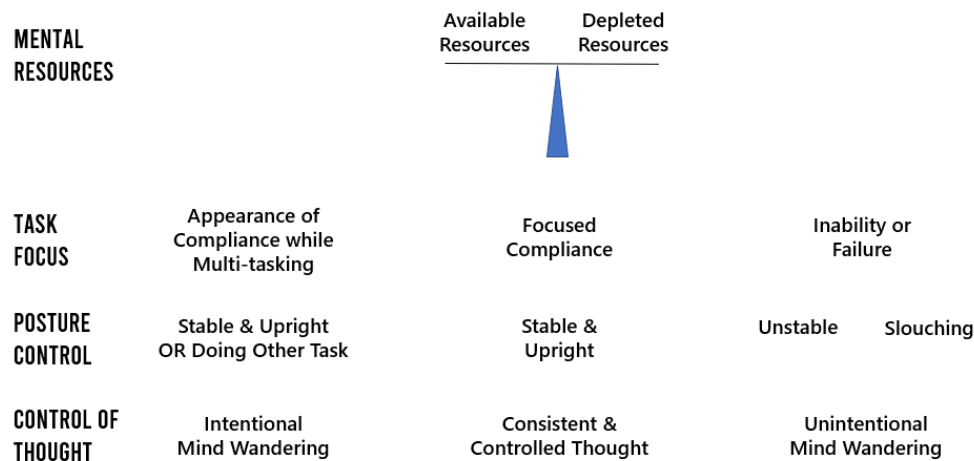 MENTAL
RESOURCES
Available
Resources
Depleted
Resources
TASK
FOCUS
Appearance of
Compliance while
Multi-tasking
Focused
Compliance
Inability or
Failure
POSTURE
CONTROL
Stable & Upright
OR Doing Other Task
Stable &
Upright
Unstable
Slouching
CONTROL OF
THOUGHT
Intentional
Mind Wandering
Consistent &
Controlled Thought
Unintentional
Mind Wandering